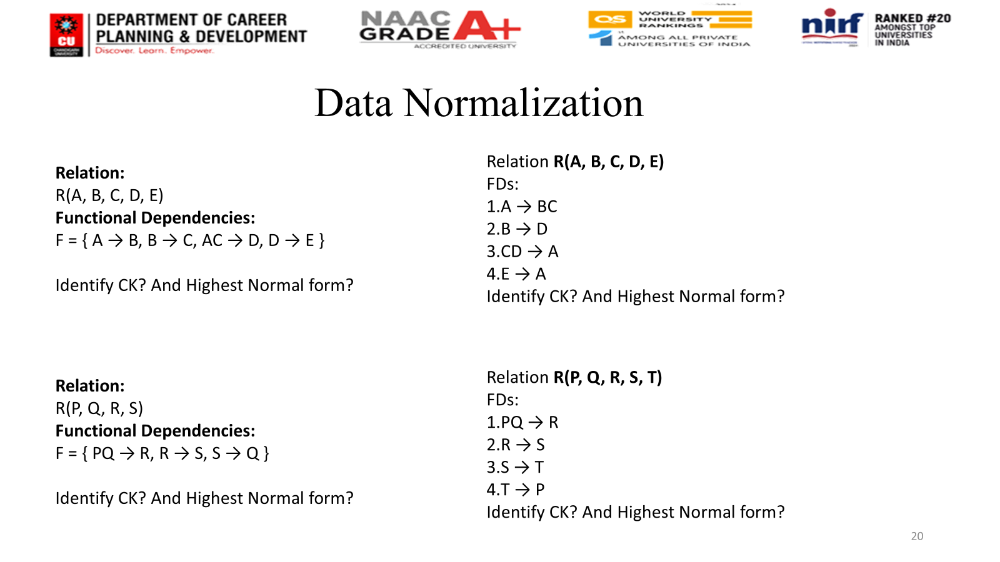 CU
CHANDIGARH
UNIVERSITY
DEPARTMENT OF CAREER
PLANNING & DEVELOPMENT
Discover. Learn. Empower.
NAAC
GRADE A+
ACCREDITED UNIVERSITY
QS WORLD
UNIVERSITY
RANKINGS
1st AMONG ALL PRIVATE
UNIVERSITIES OF INDIA
nirf
RANKED #20
AMONGST TOP
UNIVERSITIES
IN INDIA
Data Normalization
Relation:
R(A, B, C, D, E)
Functional Dependencies:
F = { A → B, B → C, AC → D, D → E }
Identify CK? And Highest Normal form?
Relation R(A, B, C, D, E)
FDs:
1.A → BC
2.B → D
3.CD → A
4.E → A
Identify CK? And Highest Normal form?
Relation:
R(P, Q, R, S)
Functional Dependencies:
F = { PQ → R, R → S, S → Q }
Identify CK? And Highest Normal form?
Relation R(P, Q, R, S, T)
FDs:
1.PQ → R
2.R → S
3.S → T
4.T → P
Identify CK? And Highest Normal form?
20